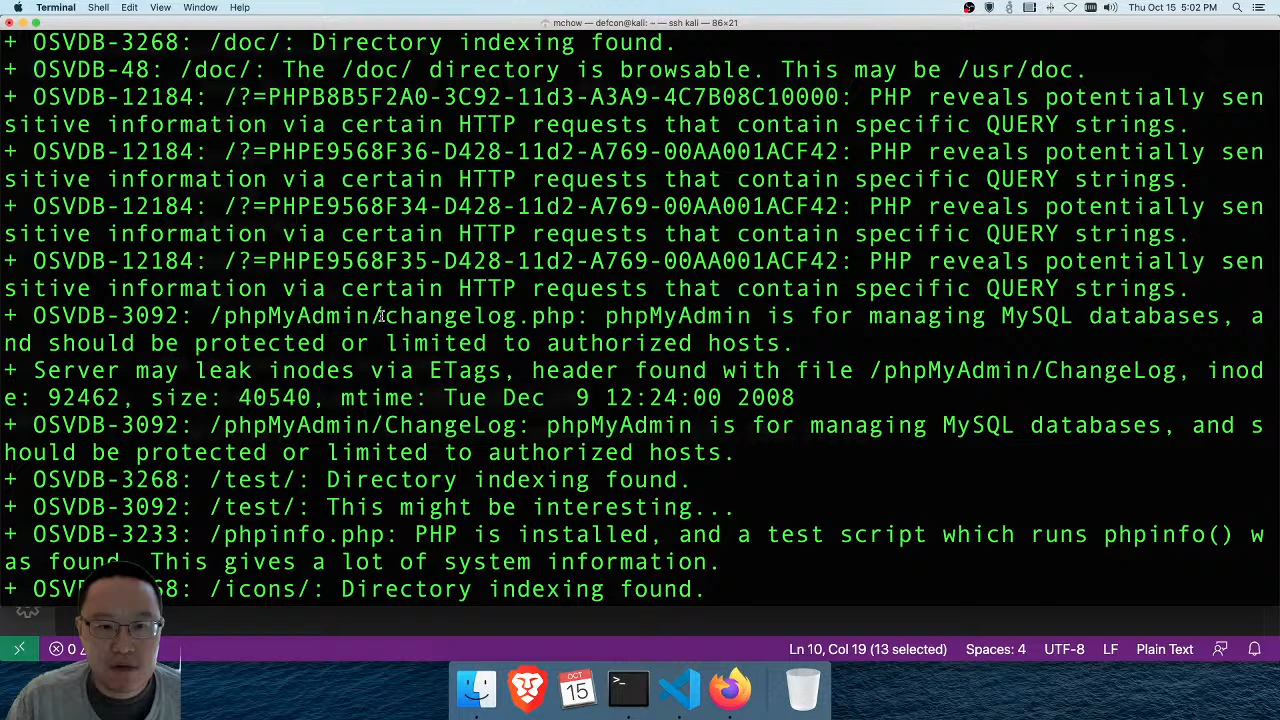 Terminal Shell Edit View Window Help Thu Oct 15 5:02 PM
mchow — defcon@kali: ~ — ssh kali — 86×21
+ OSVDB-3268: /doc/: Directory indexing found.
+ OSVDB-48: /doc/: The /doc/ directory is browsable. This may be /usr/doc.
+ OSVDB-12184: /?=PHPB8B5F2A0-3C92-11d3-A3A9-4C7B08C10000: PHP reveals potentially sen
sitive information via certain HTTP requests that contain specific QUERY strings.
+ OSVDB-12184: /?=PHPE9568F36-D428-11d2-A769-00AA001ACF42: PHP reveals potentially sen
sitive information via certain HTTP requests that contain specific QUERY strings.
+ OSVDB-12184: /?=PHPE9568F34-D428-11d2-A769-00AA001ACF42: PHP reveals potentially sen
sitive information via certain HTTP requests that contain specific QUERY strings.
+ OSVDB-12184: /?=PHPE9568F35-D428-11d2-A769-00AA001ACF42: PHP reveals potentially sen
sitive information via certain HTTP requests that contain specific QUERY strings.
+ OSVDB-3092: /phpMyAdmin/changelog.php: phpMyAdmin is for managing MySQL databases, a
nd should be protected or limited to authorized hosts.
+ Server may leak inodes via ETags, header found with file /phpMyAdmin/ChangeLog, inod
e: 92462, size: 40540, mtime: Tue Dec  9 12:24:00 2008
+ OSVDB-3092: /phpMyAdmin/ChangeLog: phpMyAdmin is for managing MySQL databases, and s
hould be protected or limited to authorized hosts.
+ OSVDB-3268: /test/: Directory indexing found.
+ OSVDB-3092: /test/: This might be interesting...
+ OSVDB-3233: /phpinfo.php: PHP is installed, and a test script which runs phpinfo() w
as found. This gives a lot of system information.
+ 68: /icons/: Directory indexing found.
0 Ln 10, Col 19 (13 selected) Spaces: 4 UTF-8 LF Plain Text
OCT
15